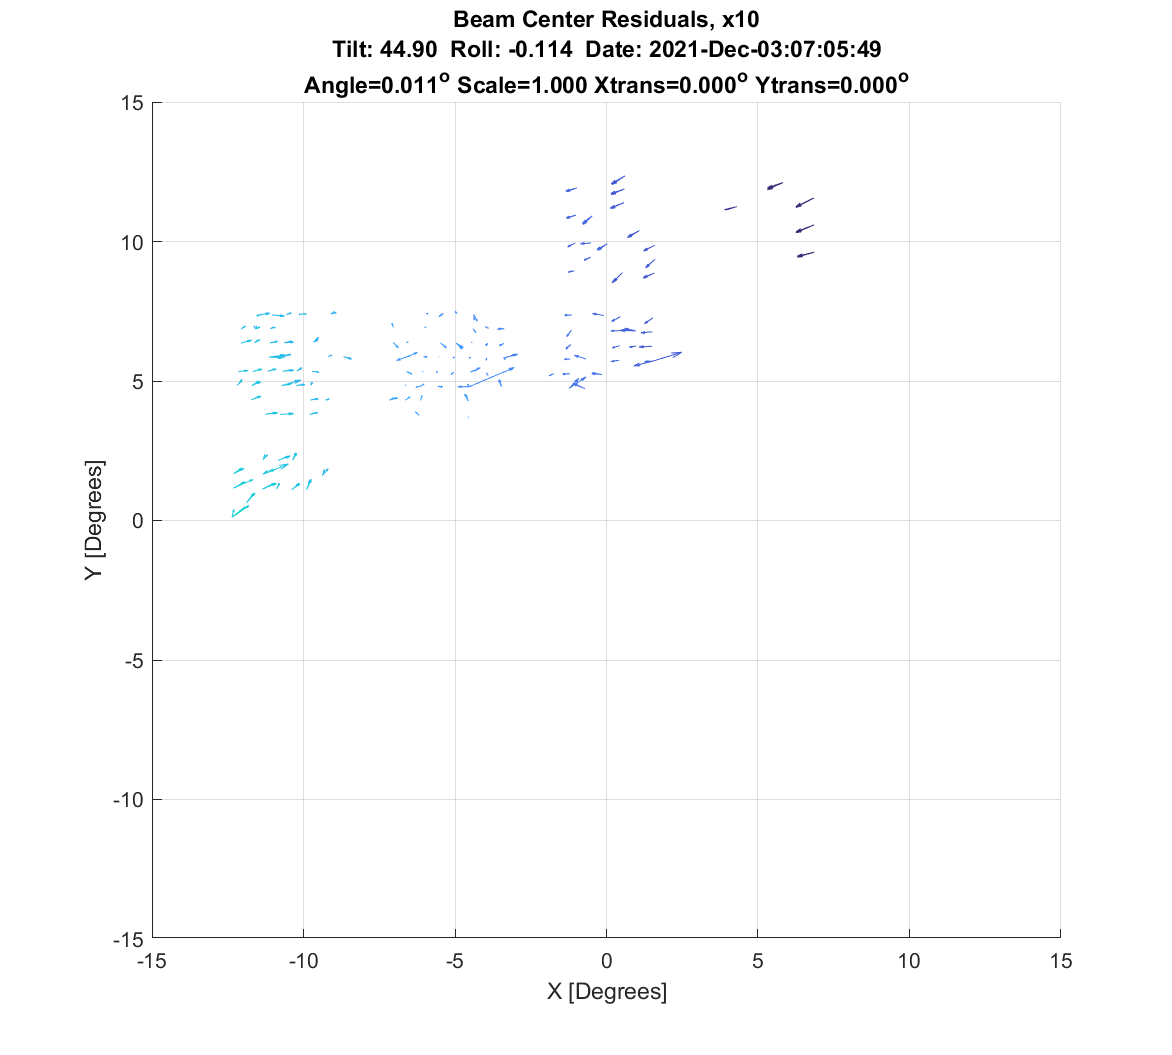 Beam Center Residuals, x10
Tilt: 44.90 Roll: -0.114 Date: 2021-Dec-03:07:05:49
Angle=0.011° Scale=1.000 Xtrans=0.000° Ytrans=0.000°
15
10
5
0
-5
-10
-15
Y [Degrees]
-15 -10 -5 0 5 10 15
X [Degrees]